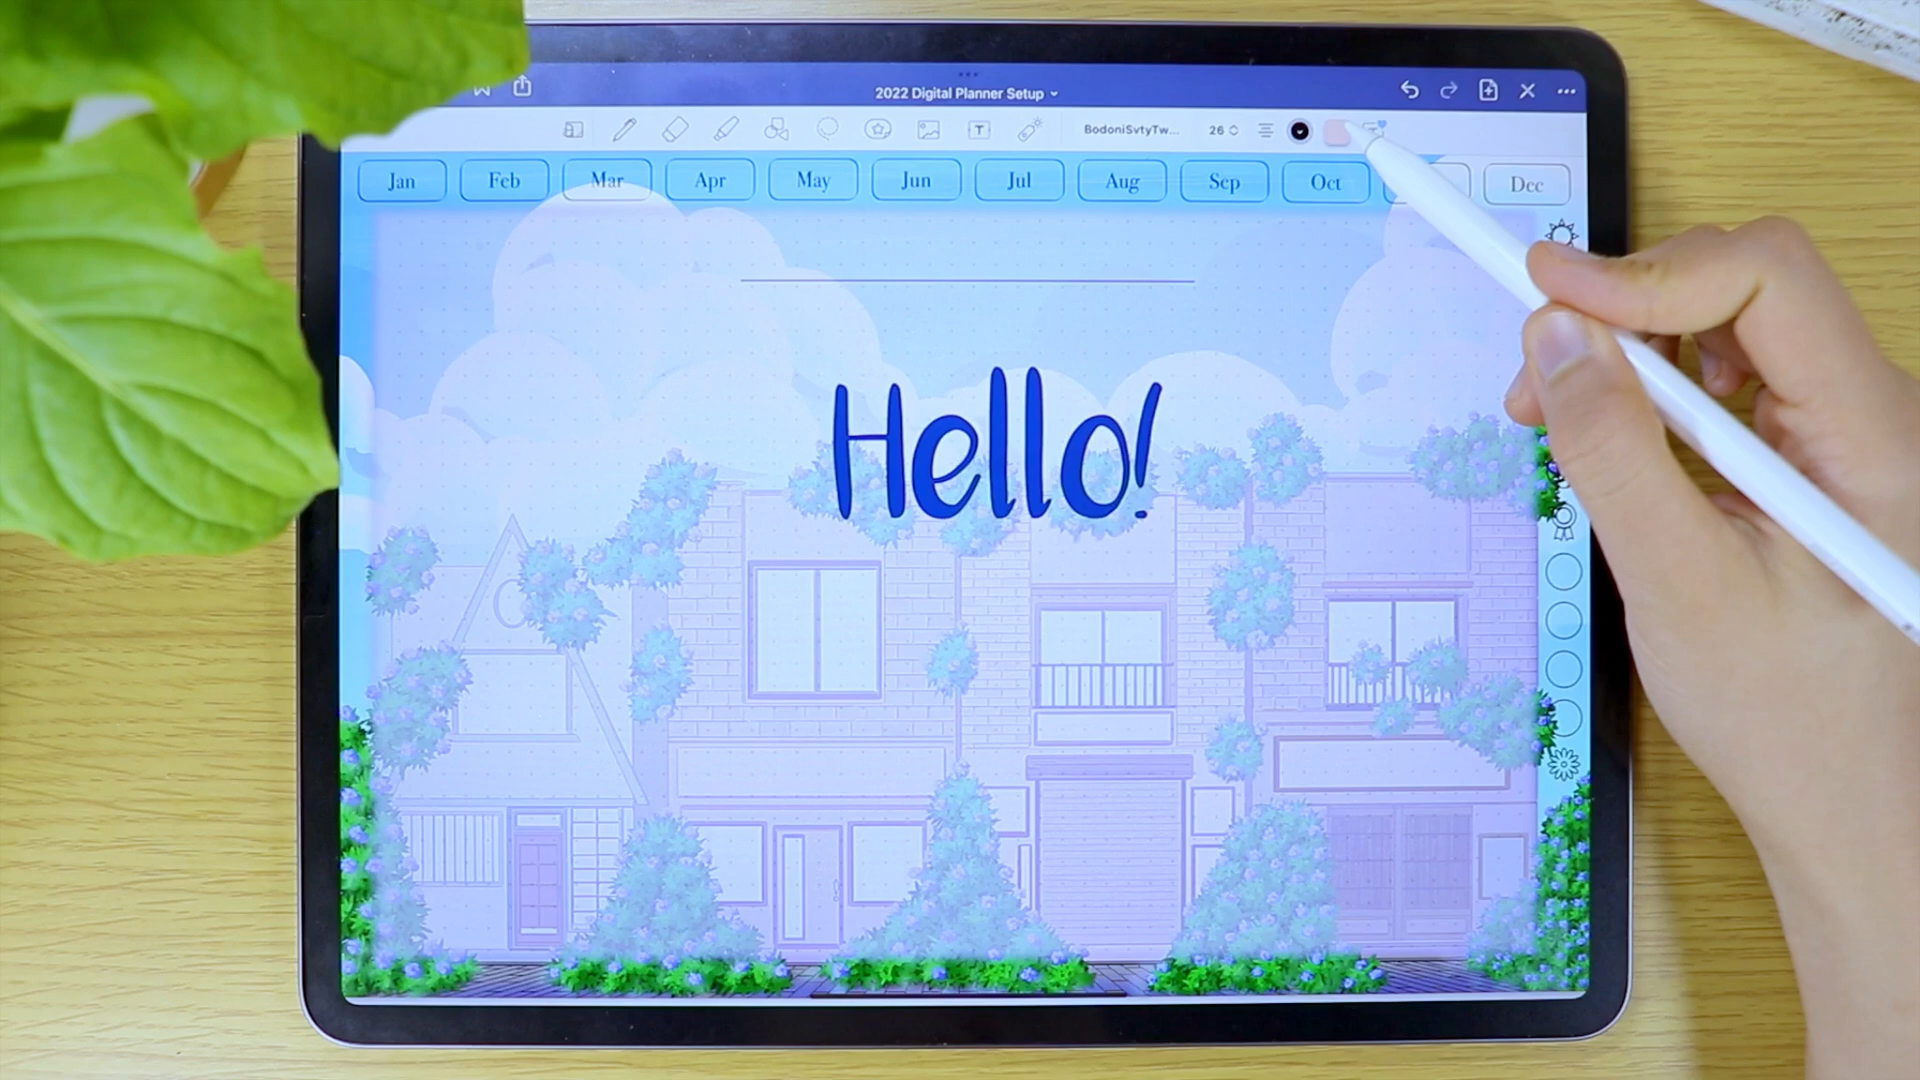 2022 Digital Planner Setup
T BodoniSvtyTw... 26
Jan Feb Mar Apr May Jun Jul Aug Sep Oct Dec
Hello!